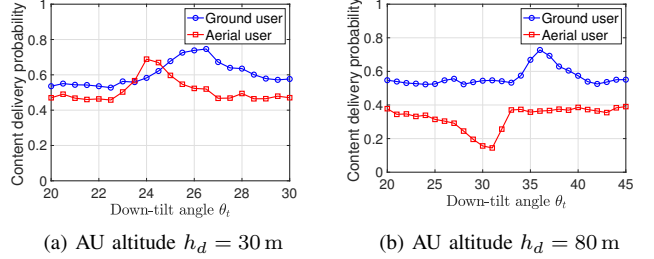 Content delivery probability
1
0.8
0.6
0.4
0.2
0
20
22
24
26
28
30
Down-tilt angle θt
Ground user
Aerial user
(a) AU altitude hd = 30 m
Content delivery probability
1
0.8
0.6
0.4
0.2
0
20
25
30
35
40
45
Down-tilt angle θt
Ground user
Aerial user
(b) AU altitude hd = 80 m